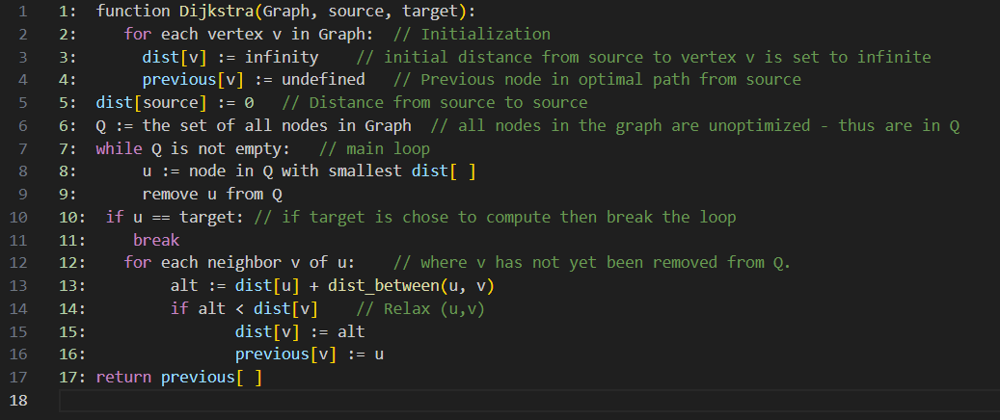 1 1: function Dijkstra(Graph, source, target):
2 2: for each vertex v in Graph: // Initialization
3 3: dist[v] := infinity // initial distance from source to vertex v is set to infinite
4 4: previous[v] := undefined // Previous node in optimal path from source
5 5: dist[source] := 0 // Distance from source to source
6 6: Q := the set of all nodes in Graph // all nodes in the graph are unoptimized - thus are in Q
7 7: while Q is not empty: // main loop
8 8: u := node in Q with smallest dist[ ]
9 9: remove u from Q
10 10: if u == target: // if target is chose to compute then break the loop
11 11: break
12 12: for each neighbor v of u: // where v has not yet been removed from Q.
13 13: alt := dist[u] + dist_between(u, v)
14 14: if alt < dist[v] // Relax (u,v)
15 15: dist[v] := alt
16 16: previous[v] := u
17 17: return previous[ ]
18